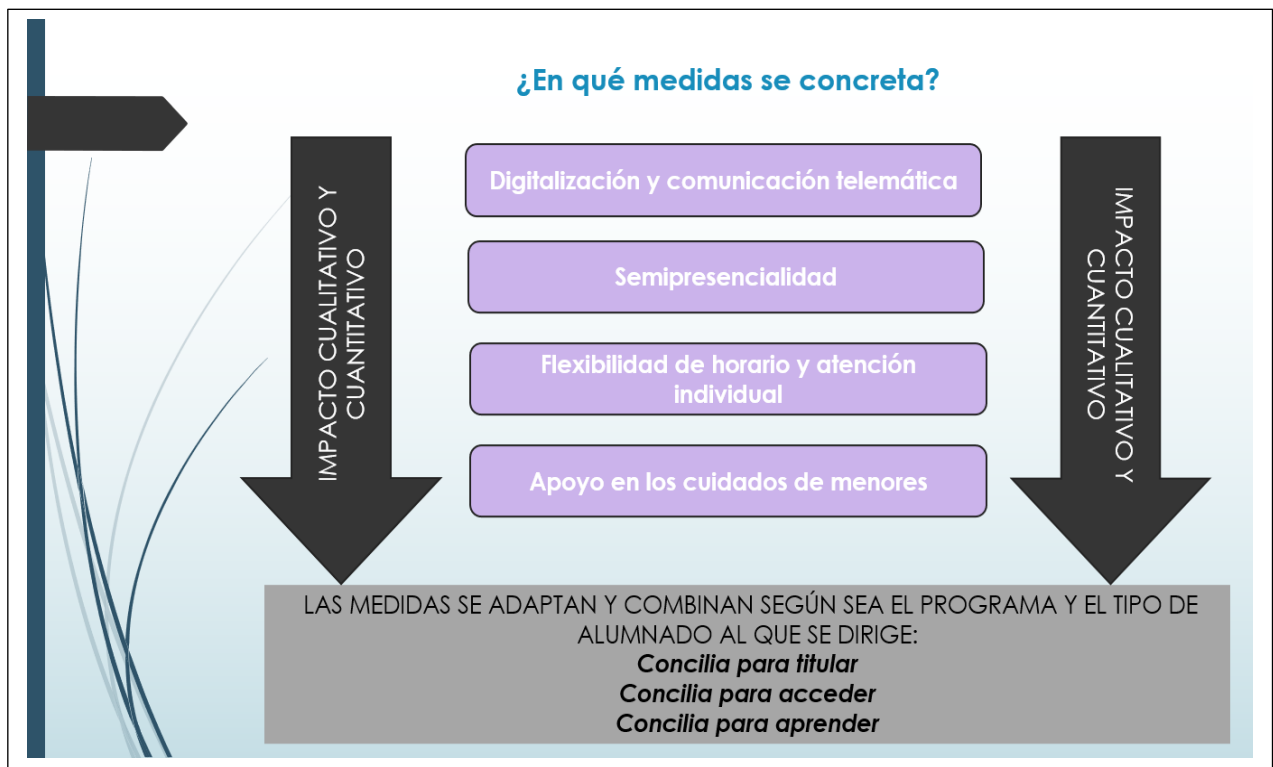 ¿En qué medidas se concreta?
IMPACTO CUALITATIVO Y
CUANTITATIVO
Digitalización y comunicación telemática
Semipresencialidad
Flexibilidad de horario y atención
individual
Apoyo en los cuidados de menores
IMPACTO CUALITATIVO Y
CUANTITATIVO
LAS MEDIDAS SE ADAPTAN Y COMBINAN SEGÚN SEA EL PROGRAMA Y EL TIPO DE
ALUMNADO AL QUE SE DIRIGE:
Concilia para titular
Concilia para acceder
Concilia para aprender